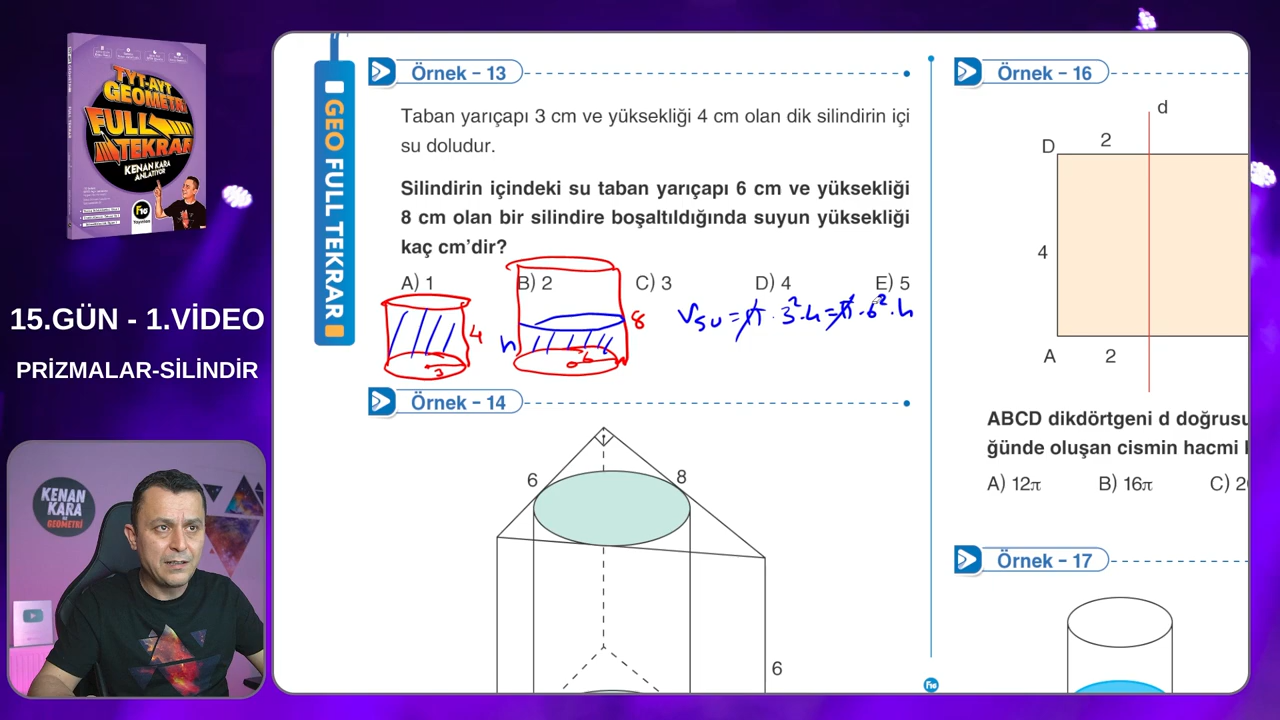 TYT-AYT
GEOMETRİ
FULL
TEKRAR
KENAN KARA
ANLATIYOR
15.GÜN - 1.VİDEO
PRİZMALAR-SİLİNDİR
KENAN
KARA
GEOMETRİ
GEO FULL TEKRAR
Örnek - 13
Taban yarıçapı 3 cm ve yüksekliği 4 cm olan dik silindirin içi
su doludur.
Silindirin içindeki su taban yarıçapı 6 cm ve yüksekliği
8 cm olan bir silindire boşaltıldığında suyun yüksekliği
kaç cm'dir?
A) 1 B) 2 C) 3 D) 4 E) 5
4
3
h
8
6
Vsu = π · 3² · 4 = π · 6² · h
Örnek - 14
6
8
6
F10
Örnek - 16
d
D
2
4
A
2
ABCD dikdörtgeni d doğrusu
ğünde oluşan cismin hacmi
A) 12π B) 16π C) 2
Örnek - 17